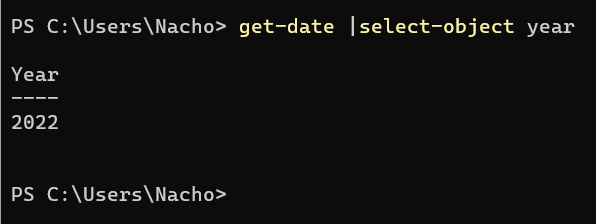 PS C:\Users\Nacho> get-date |select-object year
Year
----
2022
PS C:\Users\Nacho>